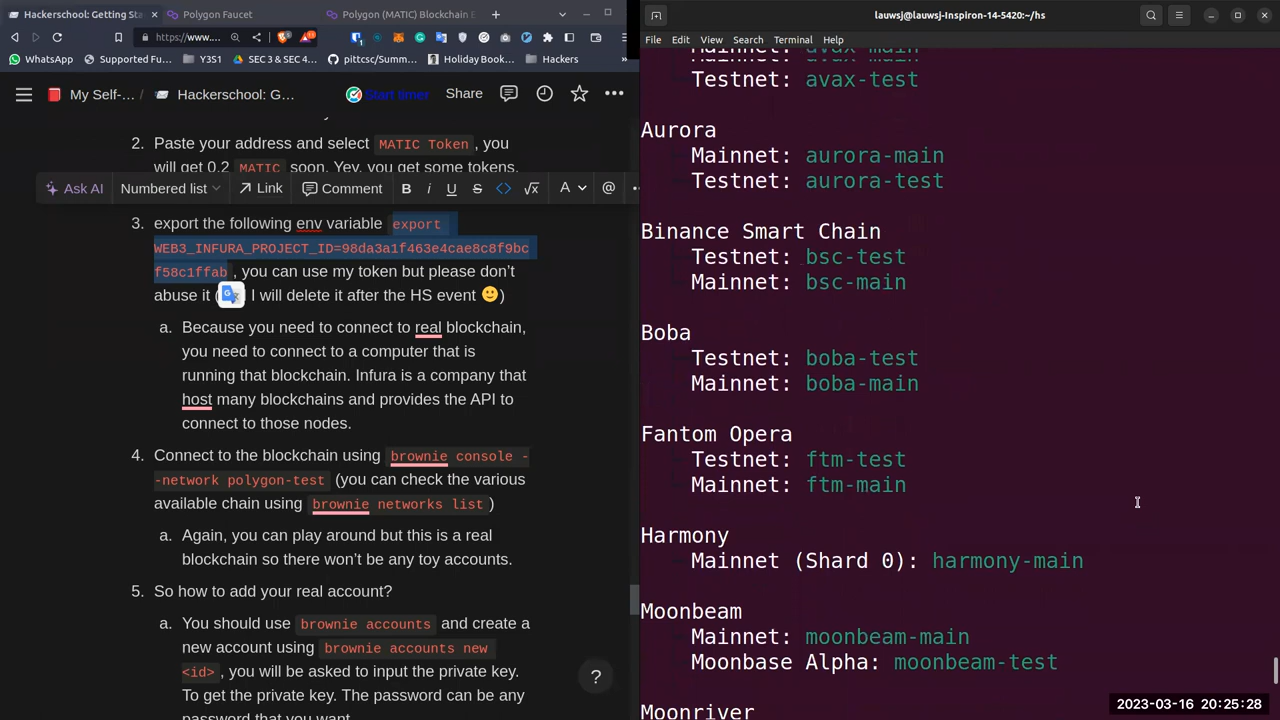 Hackerschool: Getting St
Polygon Faucet
Polygon (MATIC) Blockchain E
https://www....
WhatsApp
Supported Fu...
Y3S1
SEC 3 & SEC 4...
pittcsc/Summ...
Holiday Book...
Hackers
My Self-...
/
Hackerschool: G...
Start timer
Share
2. Paste your address and select MATIC Token, you
will get 0.2 MATIC soon. Yey, you get some tokens.
Ask AI
Numbered list
Link
Comment
B i U S <> √x A @
3. export the following env variable export
WEB3_INFURA_PROJECT_ID=98da3a1f463e4cae8c8f9bc
f58c1ffab , you can use my token but please don't
abuse it ( I will delete it after the HS event 🙂)
a. Because you need to connect to real blockchain,
you need to connect to a computer that is
running that blockchain. Infura is a company that
host many blockchains and provides the API to
connect to those nodes.
4. Connect to the blockchain using brownie console -
-network polygon-test (you can check the various
available chain using brownie networks list)
a. Again, you can play around but this is a real
blockchain so there won't be any toy accounts.
5. So how to add your real account?
a. You should use brownie accounts and create a
new account using brownie accounts new
<id> , you will be asked to input the private key.
To get the private key. The password can be any
password that you want.
?
lauwsj@lauwsj-Inspiron-14-5420:~/hs
File Edit View Search Terminal Help
Mainnet: avax-main
Testnet: avax-test
Aurora
Mainnet: aurora-main
Testnet: aurora-test
Binance Smart Chain
Testnet: bsc-test
Mainnet: bsc-main
Boba
Testnet: boba-test
Mainnet: boba-main
Fantom Opera
Testnet: ftm-test
Mainnet: ftm-main
Harmony
Mainnet (Shard 0): harmony-main
Moonbeam
Mainnet: moonbeam-main
Moonbase Alpha: moonbeam-test
Moonriver
2023-03-16 20:25:28